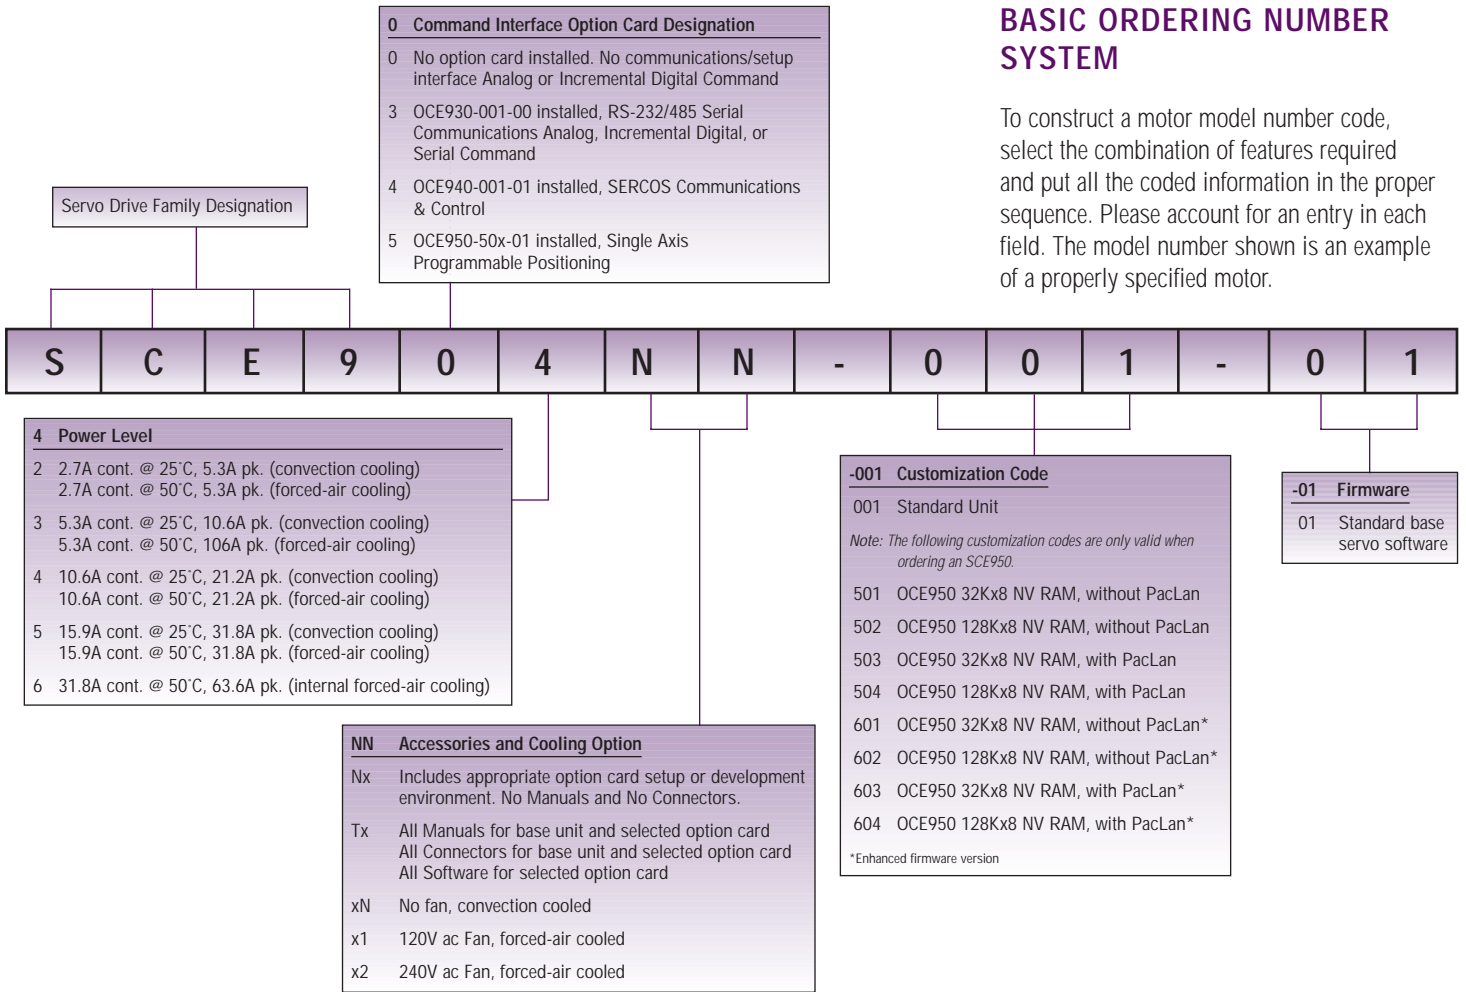 BASIC ORDERING NUMBER
SYSTEM
To construct a motor model number code,
select the combination of features required
and put all the coded information in the proper
sequence. Please account for an entry in each
field. The model number shown is an example
of a properly specified motor.
0 Command Interface Option Card Designation
0 No option card installed. No communications/setup
interface Analog or Incremental Digital Command
3 OCE930-001-00 installed, RS-232/485 Serial
Communications Analog, Incremental Digital, or
Serial Command
4 OCE940-001-01 installed, SERCOS Communications
& Control
5 OCE950-50x-01 installed, Single Axis
Programmable Positioning
Servo Drive Family Designation
S C E 9 0 4 N N - 0 0 1 - 0 1
4 Power Level
2 2.7A cont. @ 25˚C, 5.3A pk. (convection cooling)
2.7A cont. @ 50˚C, 5.3A pk. (forced-air cooling)
3 5.3A cont. @ 25˚C, 10.6A pk. (convection cooling)
5.3A cont. @ 50˚C, 106A pk. (forced-air cooling)
4 10.6A cont. @ 25˚C, 21.2A pk. (convection cooling)
10.6A cont. @ 50˚C, 21.2A pk. (forced-air cooling)
5 15.9A cont. @ 25˚C, 31.8A pk. (convection cooling)
15.9A cont. @ 50˚C, 31.8A pk. (forced-air cooling)
6 31.8A cont. @ 50˚C, 63.6A pk. (internal forced-air cooling)
NN Accessories and Cooling Option
Nx Includes appropriate option card setup or development
environment. No Manuals and No Connectors.
Tx All Manuals for base unit and selected option card
All Connectors for base unit and selected option card
All Software for selected option card
xN No fan, convection cooled
x1 120V ac Fan, forced-air cooled
x2 240V ac Fan, forced-air cooled
-001 Customization Code
001 Standard Unit
Note: The following customization codes are only valid when
ordering an SCE950.
501 OCE950 32Kx8 NV RAM, without PacLan
502 OCE950 128Kx8 NV RAM, without PacLan
503 OCE950 32Kx8 NV RAM, with PacLan
504 OCE950 128Kx8 NV RAM, with PacLan
601 OCE950 32Kx8 NV RAM, without PacLan*
602 OCE950 128Kx8 NV RAM, without PacLan*
603 OCE950 32Kx8 NV RAM, with PacLan*
604 OCE950 128Kx8 NV RAM, with PacLan*
*Enhanced firmware version
-01 Firmware
01 Standard base
servo software